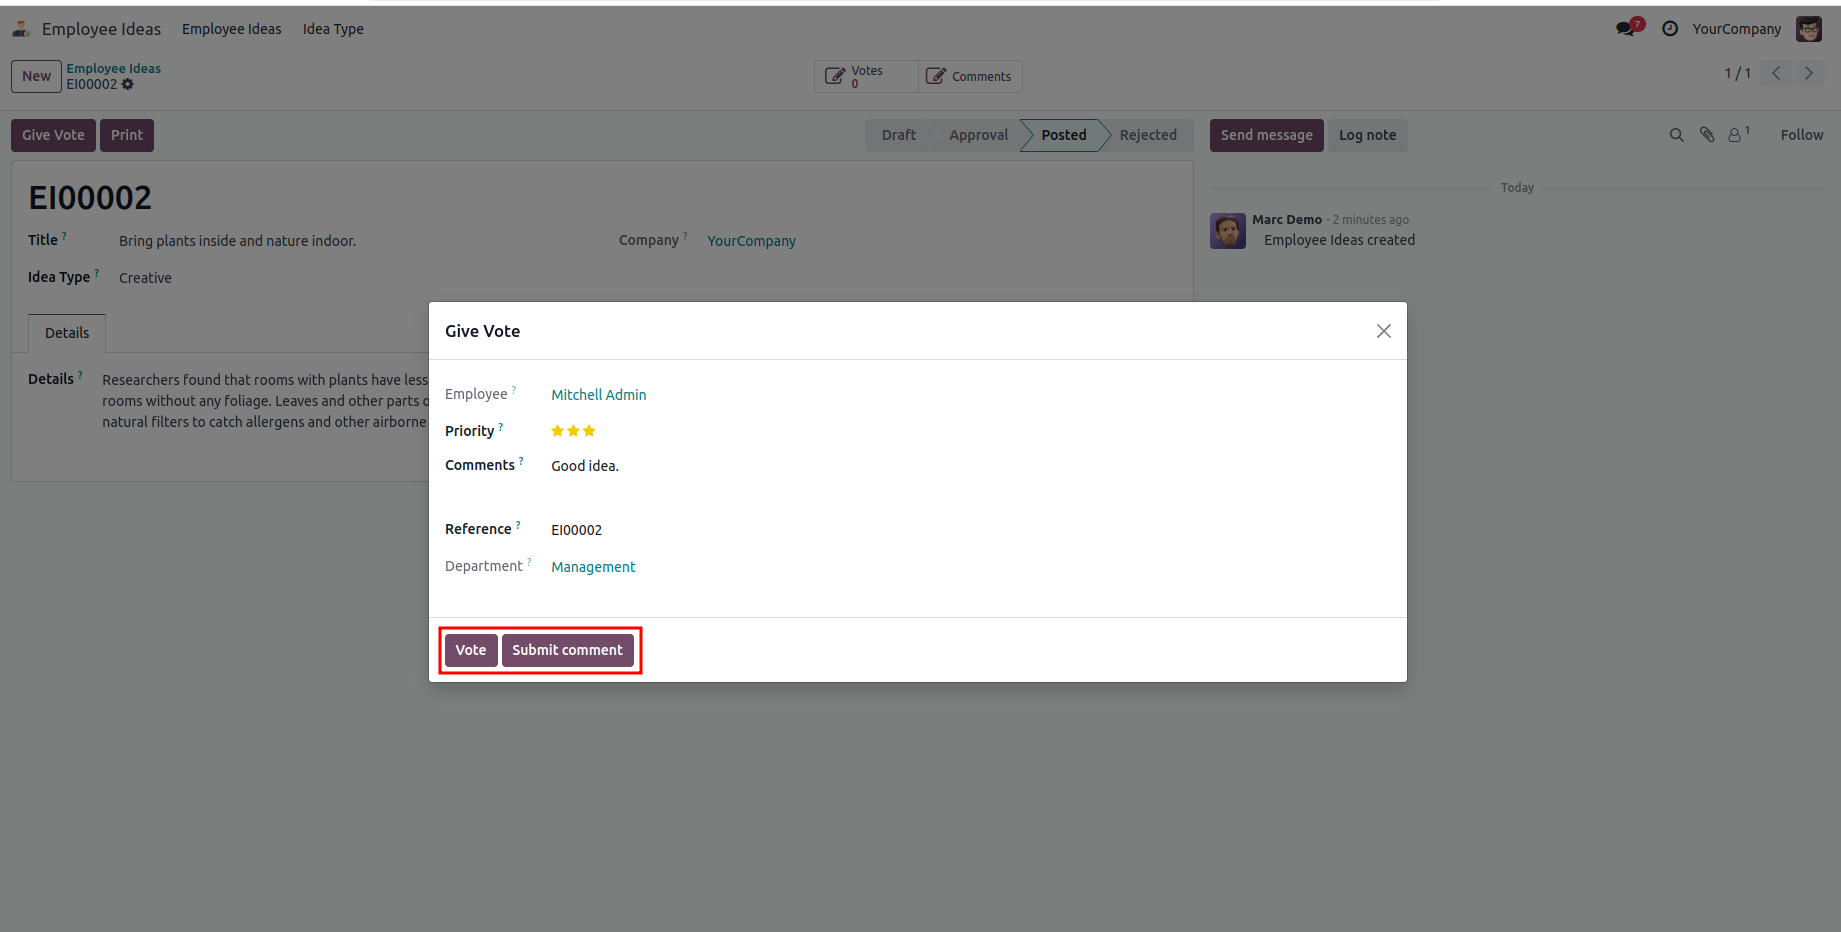 Employee Ideas Employee Ideas Idea Type 7 YourCompany
New Employee Ideas Votes Comments 1 / 1
EI00002 0
Give Vote Print Draft Approval Posted Rejected Send message Log note 1 Follow
EI00002 Today
Title ? Bring plants inside and nature indoor. Company ? YourCompany
Marc Demo - 2 minutes ago
Employee Ideas created
Idea Type ? Creative
Details
Details ? Researchers found that rooms with plants have less
rooms without any foliage. Leaves and other parts o
natural filters to catch allergens and other airborne
Give Vote
Employee ? Mitchell Admin
Priority ?
Comments ? Good idea.
Reference ? EI00002
Department ? Management
Vote Submit comment